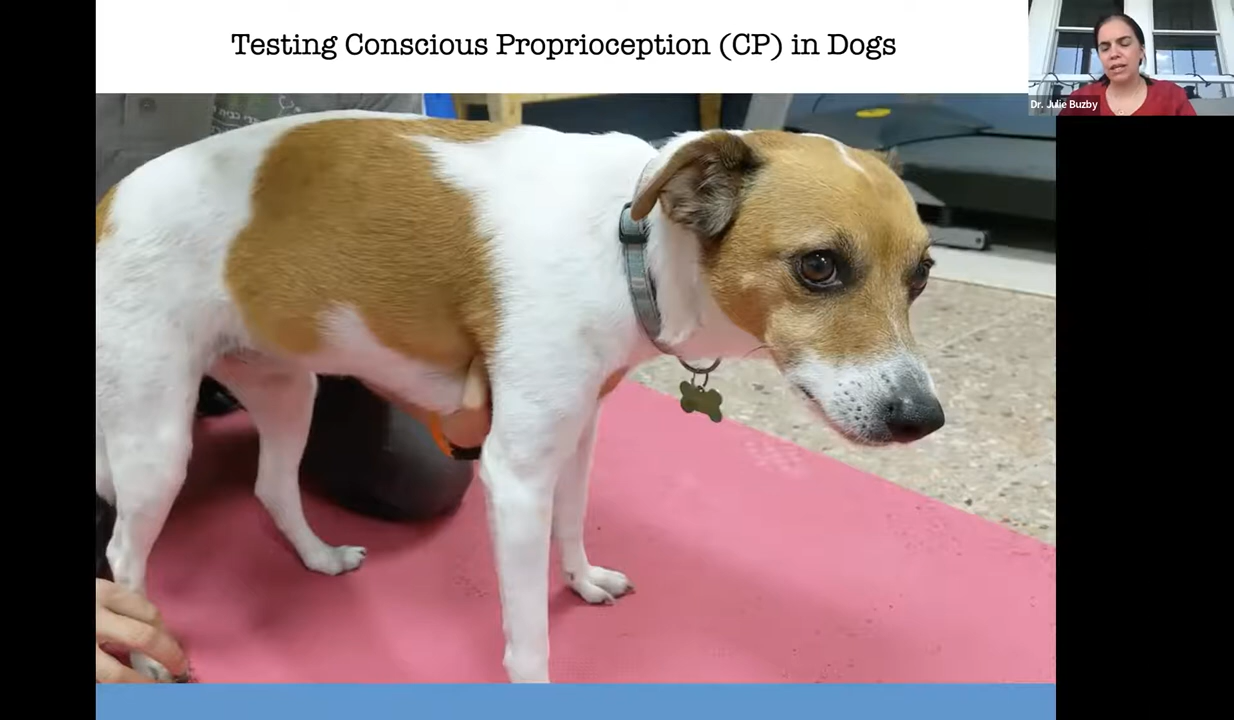 Testing Conscious Proprioception (CP) in Dogs
Dr. Julie Buzby